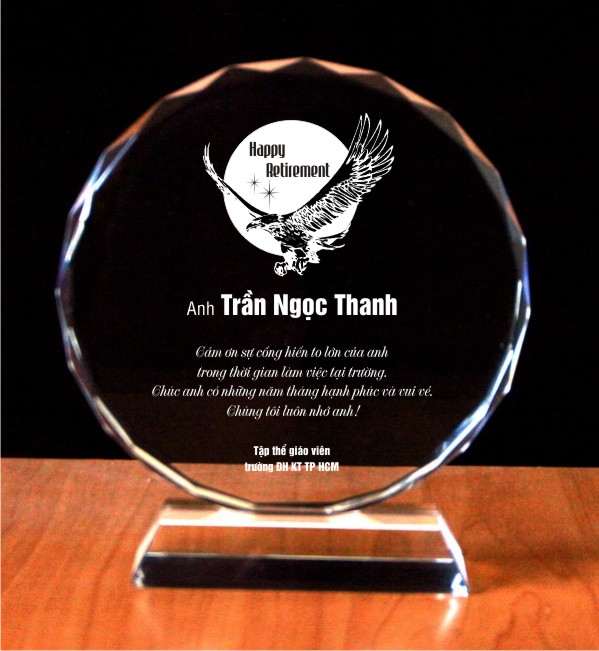 Happy
Retirement
Anh Trần Ngọc Thanh
Cám ơn sự cống hiến to lớn của anh
trong thời gian làm việc tại trường.
Chúc anh có những năm tháng hạnh phúc và vui vẻ.
Chúng tôi luôn nhớ anh!
Tập thể giáo viên
trường ĐH KT TP HCM